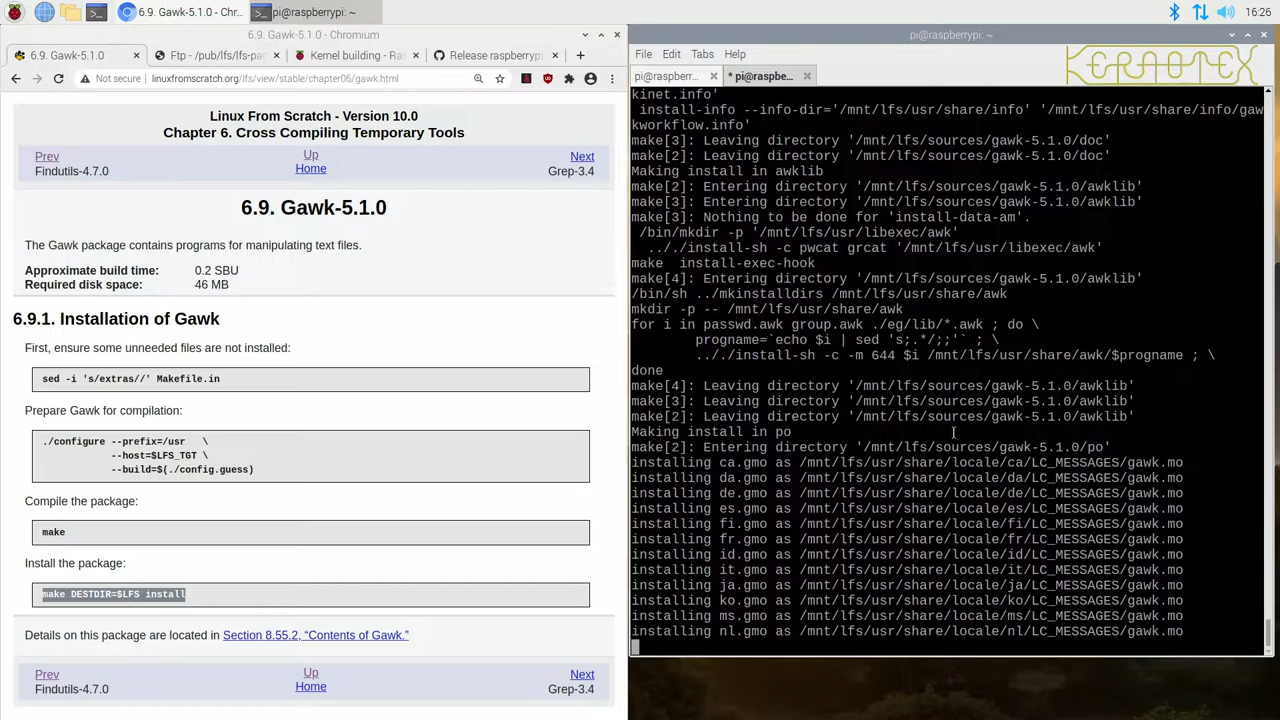 6.9. Gawk-5.1.0 - Chr...
pi@raspberrypi: ~
16:26
6.9. Gawk-5.1.0 - Chromium
6.9. Gawk-5.1.0
Ftp - /pub/lfs/lfs-pa
Kernel building - Ras
Release raspberrypi
Not secure | linuxfromscratch.org/lfs/view/stable/chapter06/gawk.html
Linux From Scratch - Version 10.0
Chapter 6. Cross Compiling Temporary Tools
Prev Up Next
Findutils-4.7.0 Home Grep-3.4
6.9. Gawk-5.1.0
The Gawk package contains programs for manipulating text files.
Approximate build time: 0.2 SBU
Required disk space: 46 MB
6.9.1. Installation of Gawk
First, ensure some unneeded files are not installed:
sed -i 's/extras//' Makefile.in
Prepare Gawk for compilation:
./configure --prefix=/usr \
--host=$LFS_TGT \
--build=$(./config.guess)
Compile the package:
make
Install the package:
make DESTDIR=$LFS install
Details on this package are located in Section 8.55.2, “Contents of Gawk.”
Prev Up Next
Findutils-4.7.0 Home Grep-3.4
pi@raspberrypi: ~
File Edit Tabs Help
KERNOTEX
pi@raspberr... * pi@raspbe...
kinet.info'
install-info --info-dir='/mnt/lfs/usr/share/info' '/mnt/lfs/usr/share/info/gaw
kworkflow.info'
make[3]: Leaving directory '/mnt/lfs/sources/gawk-5.1.0/doc'
make[2]: Leaving directory '/mnt/lfs/sources/gawk-5.1.0/doc'
Making install in awklib
make[2]: Entering directory '/mnt/lfs/sources/gawk-5.1.0/awklib'
make[3]: Entering directory '/mnt/lfs/sources/gawk-5.1.0/awklib'
make[3]: Nothing to be done for 'install-data-am'.
/bin/mkdir -p '/mnt/lfs/usr/libexec/awk'
.././install-sh -c pwcat grcat '/mnt/lfs/usr/libexec/awk'
make  install-exec-hook
make[4]: Entering directory '/mnt/lfs/sources/gawk-5.1.0/awklib'
/bin/sh ../mkinstalldirs /mnt/lfs/usr/share/awk
mkdir -p -- /mnt/lfs/usr/share/awk
for i in passwd.awk group.awk ./eg/lib/*.awk ; do \
progname=`echo $i | sed 's;.*/;;'` ; \
.././install-sh -c -m 644 $i /mnt/lfs/usr/share/awk/$progname ; \
done
make[4]: Leaving directory '/mnt/lfs/sources/gawk-5.1.0/awklib'
make[3]: Leaving directory '/mnt/lfs/sources/gawk-5.1.0/awklib'
make[2]: Leaving directory '/mnt/lfs/sources/gawk-5.1.0/awklib'
Making install in po
make[2]: Entering directory '/mnt/lfs/sources/gawk-5.1.0/po'
installing ca.gmo as /mnt/lfs/usr/share/locale/ca/LC_MESSAGES/gawk.mo
installing da.gmo as /mnt/lfs/usr/share/locale/da/LC_MESSAGES/gawk.mo
installing de.gmo as /mnt/lfs/usr/share/locale/de/LC_MESSAGES/gawk.mo
installing es.gmo as /mnt/lfs/usr/share/locale/es/LC_MESSAGES/gawk.mo
installing fi.gmo as /mnt/lfs/usr/share/locale/fi/LC_MESSAGES/gawk.mo
installing fr.gmo as /mnt/lfs/usr/share/locale/fr/LC_MESSAGES/gawk.mo
installing id.gmo as /mnt/lfs/usr/share/locale/id/LC_MESSAGES/gawk.mo
installing it.gmo as /mnt/lfs/usr/share/locale/it/LC_MESSAGES/gawk.mo
installing ja.gmo as /mnt/lfs/usr/share/locale/ja/LC_MESSAGES/gawk.mo
installing ko.gmo as /mnt/lfs/usr/share/locale/ko/LC_MESSAGES/gawk.mo
installing ms.gmo as /mnt/lfs/usr/share/locale/ms/LC_MESSAGES/gawk.mo
installing nl.gmo as /mnt/lfs/usr/share/locale/nl/LC_MESSAGES/gawk.mo